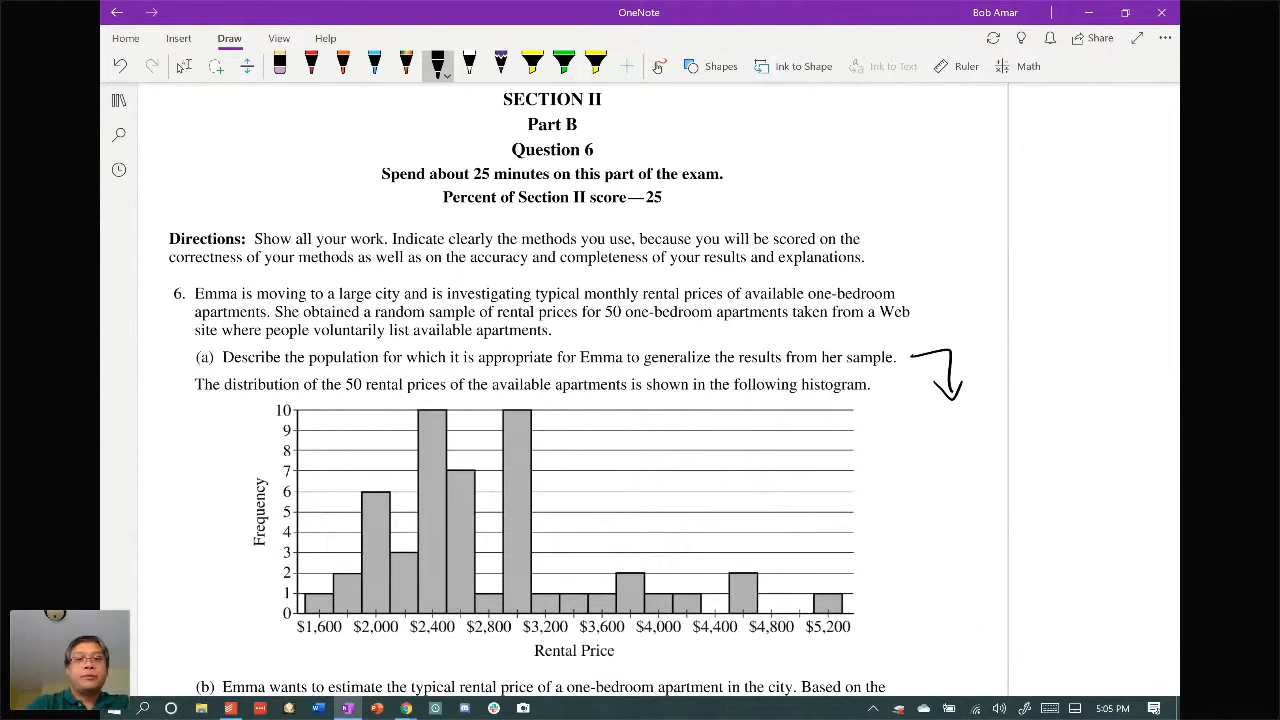 OneNote
Bob Amar
Home Insert Draw View Help
Share
Shapes Ink to Shape Ink to Text Ruler Math
SECTION II
Part B
Question 6
Spend about 25 minutes on this part of the exam.
Percent of Section II score—25
Directions: Show all your work. Indicate clearly the methods you use, because you will be scored on the
correctness of your methods as well as on the accuracy and completeness of your results and explanations.
6. Emma is moving to a large city and is investigating typical monthly rental prices of available one-bedroom
apartments. She obtained a random sample of rental prices for 50 one-bedroom apartments taken from a Web
site where people voluntarily list available apartments.
(a) Describe the population for which it is appropriate for Emma to generalize the results from her sample.
The distribution of the 50 rental prices of the available apartments is shown in the following histogram.
10
9
8
7
6
5
4
3
2
1
0
Frequency
$1,600 $2,000 $2,400 $2,800 $3,200 $3,600 $4,000 $4,400 $4,800 $5,200
Rental Price
(b) Emma wants to estimate the typical rental price of a one-bedroom apartment in the city. Based on the
5:05 PM